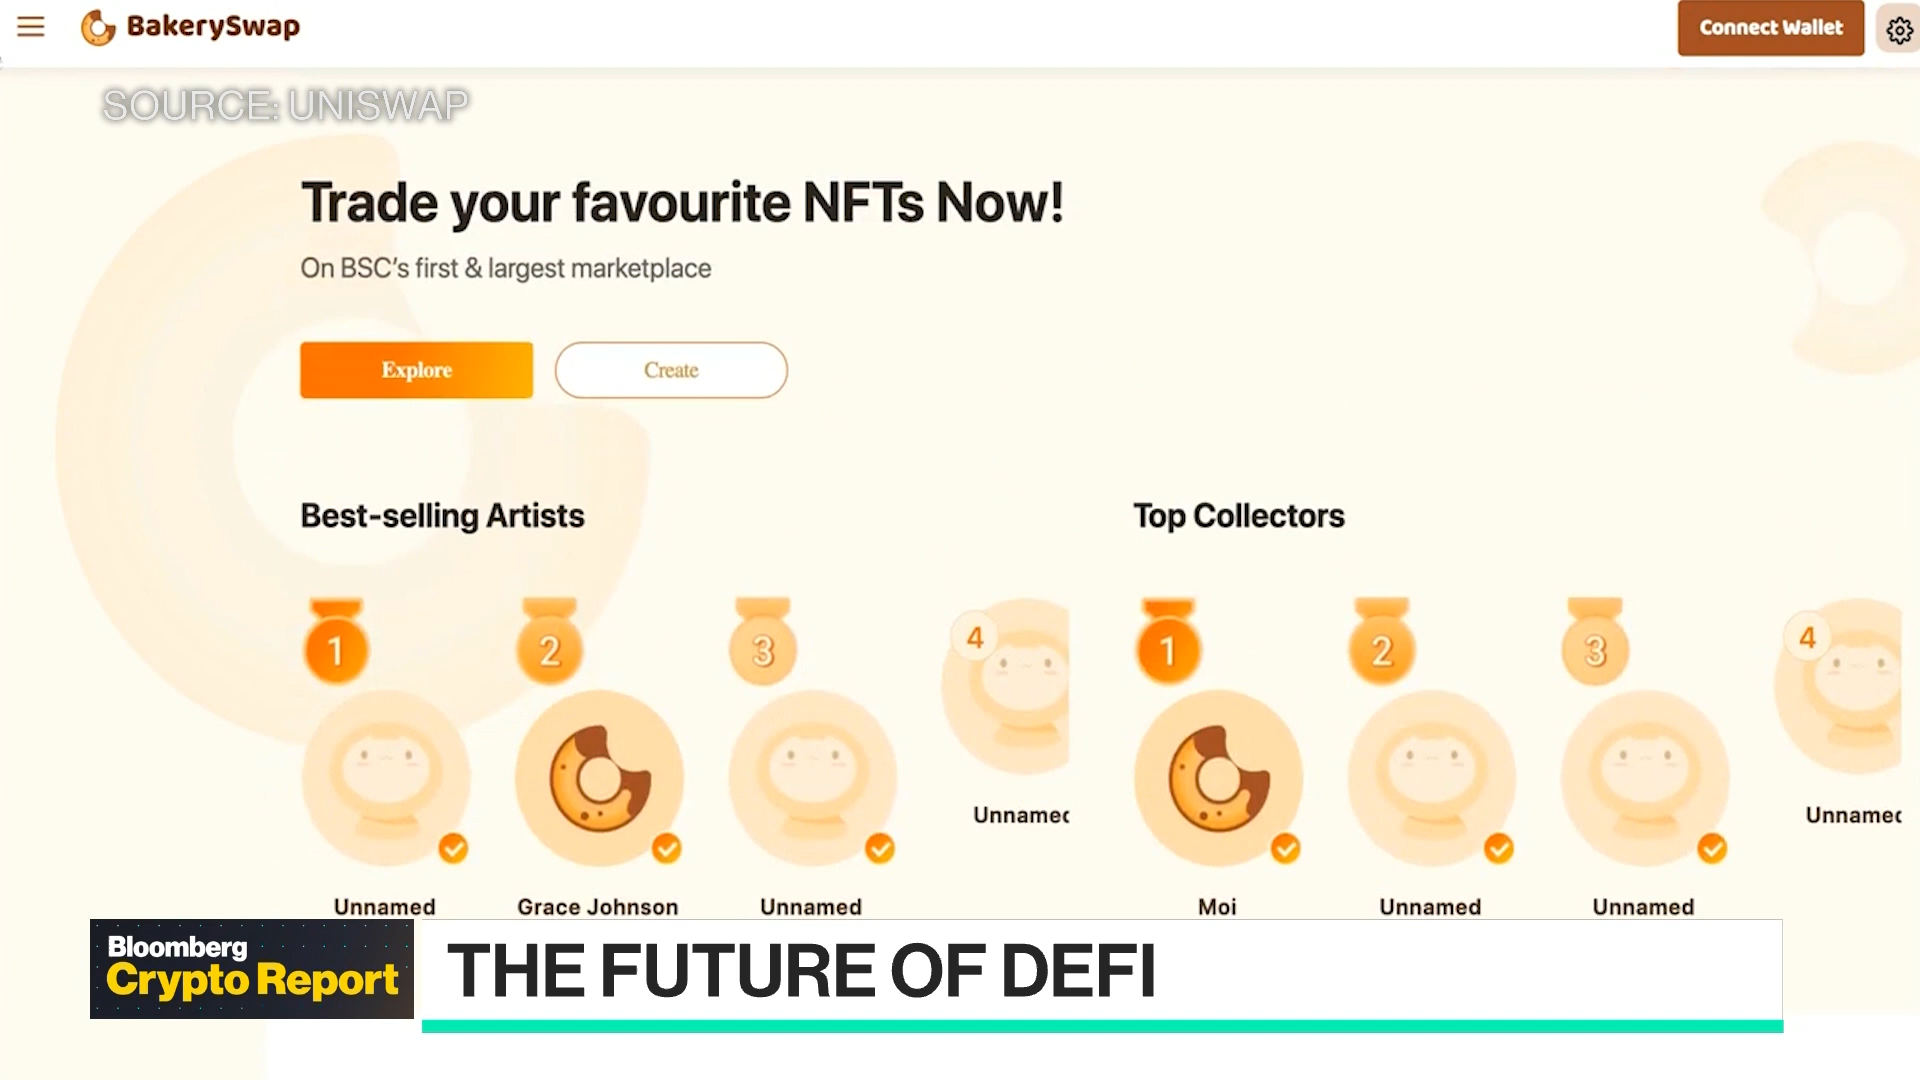 BakerySwap
Connect Wallet
SOURCE: UNISWAP
Trade your favourite NFTs Now!
On BSC's first & largest marketplace
Explore
Create
Best-selling Artists
Top Collectors
1
2
3
4
1
2
3
4
Unnamed
Unnamed
Unnamed
Grace Johnson
Unnamed
Moi
Unnamed
Unnamed
Bloomberg
Crypto Report
THE FUTURE OF DEFI